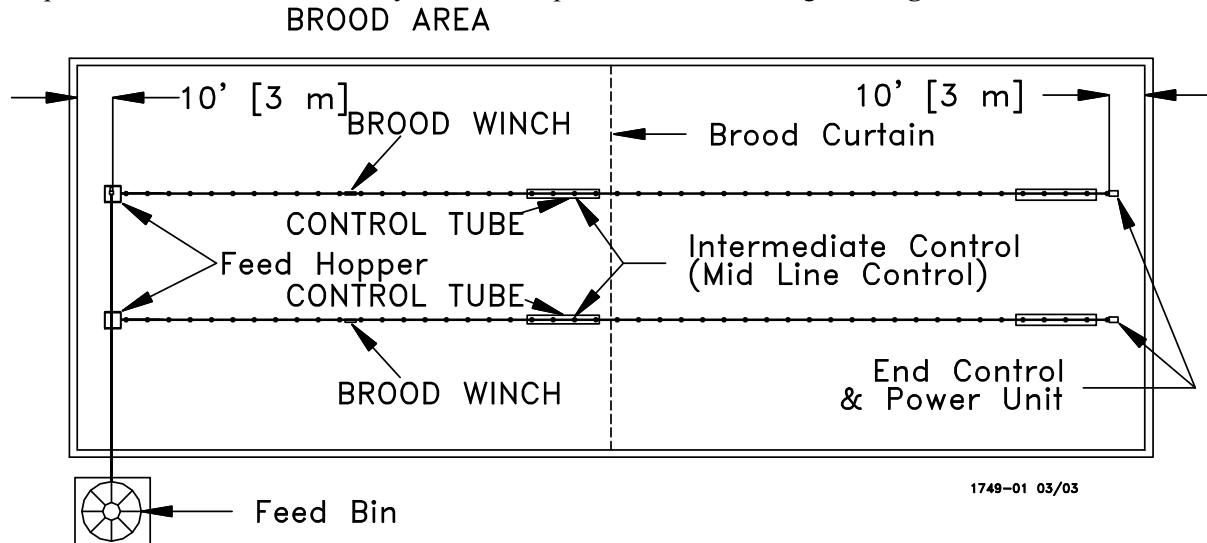 BROOD AREA
10' [3 m]
10' [3 m]
BROOD WINCH
Brood Curtain
CONTROL TUBE
Intermediate Control
(Mid Line Control)
Feed Hopper
CONTROL TUBE
BROOD WINCH
End Control
& Power Unit
1749-01 03/03
Feed Bin